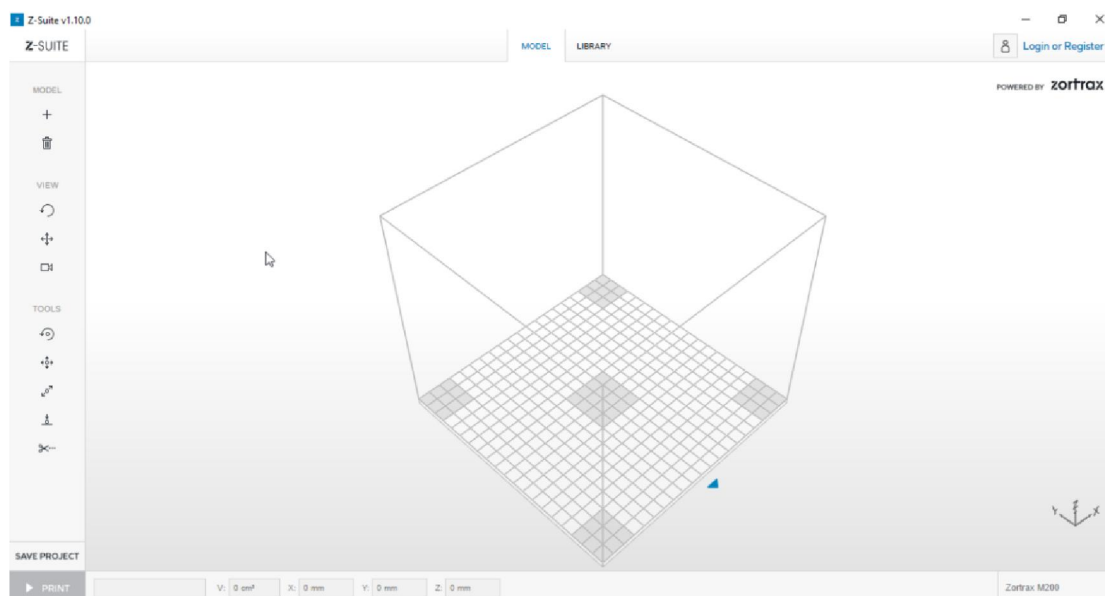 Z-Suite v1.10.0
Z-SUITE
MODEL
LIBRARY
Login or Register
POWERED BY zortrax
MODEL
VIEW
TOOLS
Y Z X
SAVE PROJECT
PRINT
V: 0 cm³ X: 0 mm Y: 0 mm Z: 0 mm
Zortrax M200